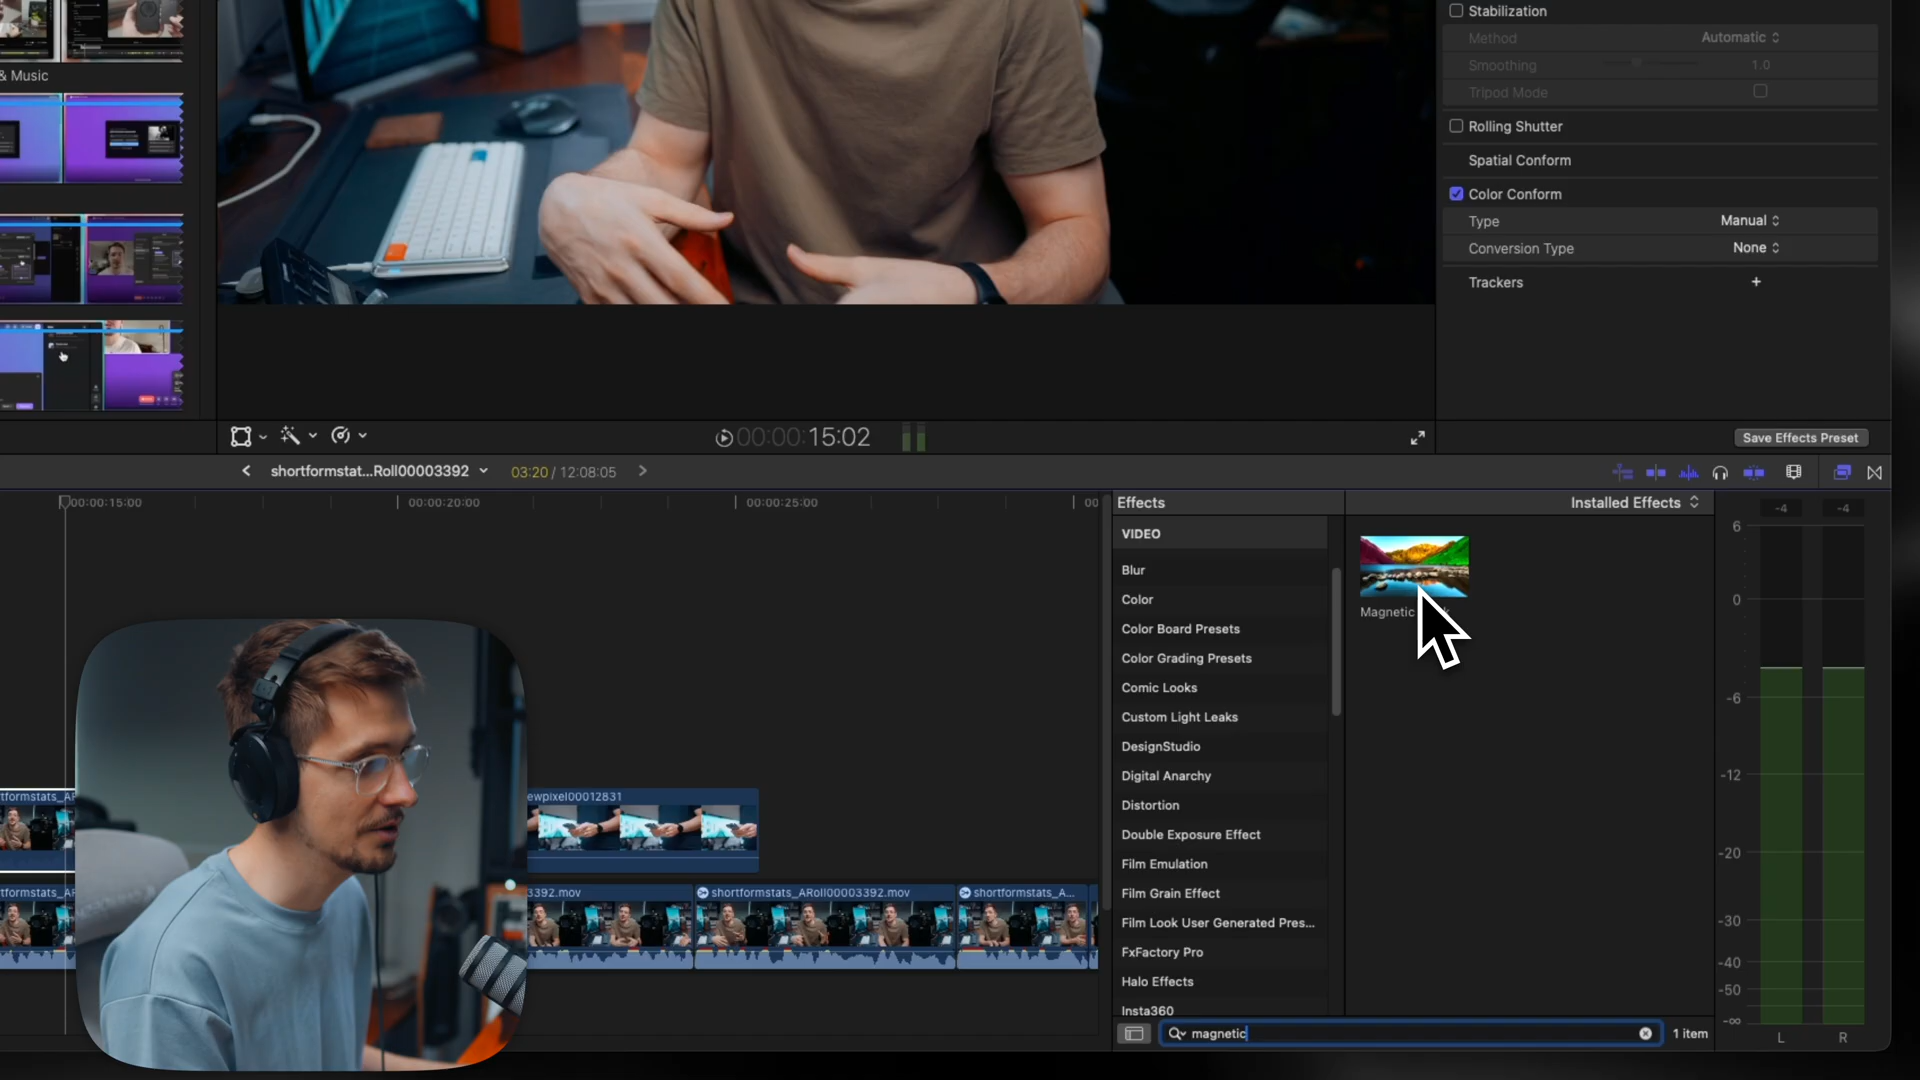 Stabilization
Method Automatic
Smoothing 1.0
Tripod Mode
& Music
Rolling Shutter
Spatial Conform
Color Conform
Type Manual
Conversion Type None
Trackers +
00:00:15:02
Save Effects Preset
shortformstat...Roll00003392 03:20 / 12:08:05
00:00:15:00 00:00:20:00 00:00:25:00 00
Effects
Installed Effects
VIDEO
Blur
Color
Color Board Presets
Color Grading Presets
Comic Looks
Custom Light Leaks
DesignStudio
Digital Anarchy
Distortion
Double Exposure Effect
Film Emulation
Film Grain Effect
Film Look User Generated Pres...
FxFactory Pro
Halo Effects
Insta360
Magnetic
magnetic
1 item
-4 -4
6
0
-6
-12
-20
-30
-40
-50
-∞
L R
tformstats_AF
ewpixel00012831
tformstats_AF
3392.mov
shortformstats_ARoll00003392.mov
shortformstats_A...